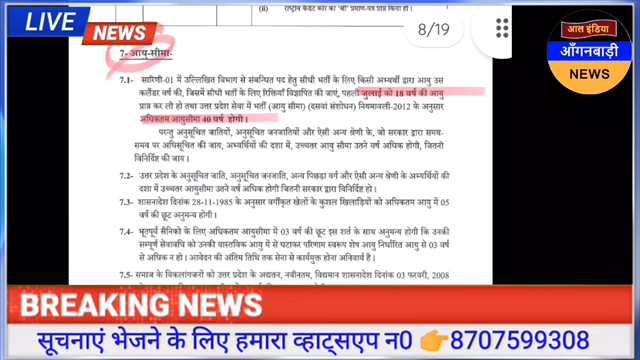 (ii) राष्ट्रीय कैडेट कोर का 'बी' प्रमाण-पत्र प्राप्त किया हो।
LIVE NEWS
8/19
आल इंडिया
आँगनबाड़ी
NEWS
7- आयु-सीमा-
7.1- सारिणी-01 में उल्लिखित विभाग से सम्बन्धित पद हेतु सीधी भर्ती के लिए किसी अभ्यर्थी द्वारा आयु उस
कलैंडर वर्ष की, जिसमें सीधी भर्ती के लिए रिक्तियाँ विज्ञापित की जाएं, पहली जुलाई को 18 वर्ष की आयु
प्राप्त कर ली हो तथा उत्तर प्रदेश सेवा में भर्ती (आयु सीमा) (दसवां संशोधन) नियमावली-2012 के अनुसार
अधिकतम आयुसीमा 40 वर्ष होगी।
परन्तु अनुसूचित जातियों, अनुसूचित जनजातियों और ऐसी अन्य श्रेणी के, जो सरकार द्वारा समय-
समय पर अधिसूचित की जाय, अभ्यर्थियों की दशा में, उच्चतर आयु सीमा उतने वर्ष अधिक होगी, जितनी
विनिर्दिष्ट की जाय।
7.2- उत्तर प्रदेश के अनुसूचित जाति, अनुसूचित जनजाति, अन्य पिछड़ा वर्ग और ऐसी अन्य श्रेणी के अभ्यर्थियों की
दशा में उच्चतर आयुसीमा उतने वर्ष अधिक होगी जितनी सरकार द्वारा विनिर्दिष्ट हो।
7.3- शासनादेश दिनांक 28-11-1985 के अनुसार वर्गीकृत खेलों के कुशल खिलाड़ियों को अधिकतम आयु में 05
वर्ष की छूट अनुमन्य होगी।
7.4- भूतपूर्व सैनिको के लिए अधिकतम आयुसीमा में 03 वर्ष की छूट इस शर्त के साथ अनुमन्य होगी कि उनकी
सम्पूर्ण सेवावधि को उनकी वास्तविक आयु में से घटाकर परिणाम स्वरूप शेष आयु निर्धारित आयु से 03 वर्ष
से अधिक न हो। आवेदन की अंतिम तिथि तक सेना से कार्यमुक्त होना अनिवार्य है।
7.5- समाज के विकलांगजनों को उत्तर प्रदेश के अद्यतन, नवीनतम, विद्यमान शासनादेश दिनांक 03 फरवरी, 2008
BREAKING NEWS
सूचनाएं भेजने के लिए हमारा व्हाट्सएप न0 👉8707599308